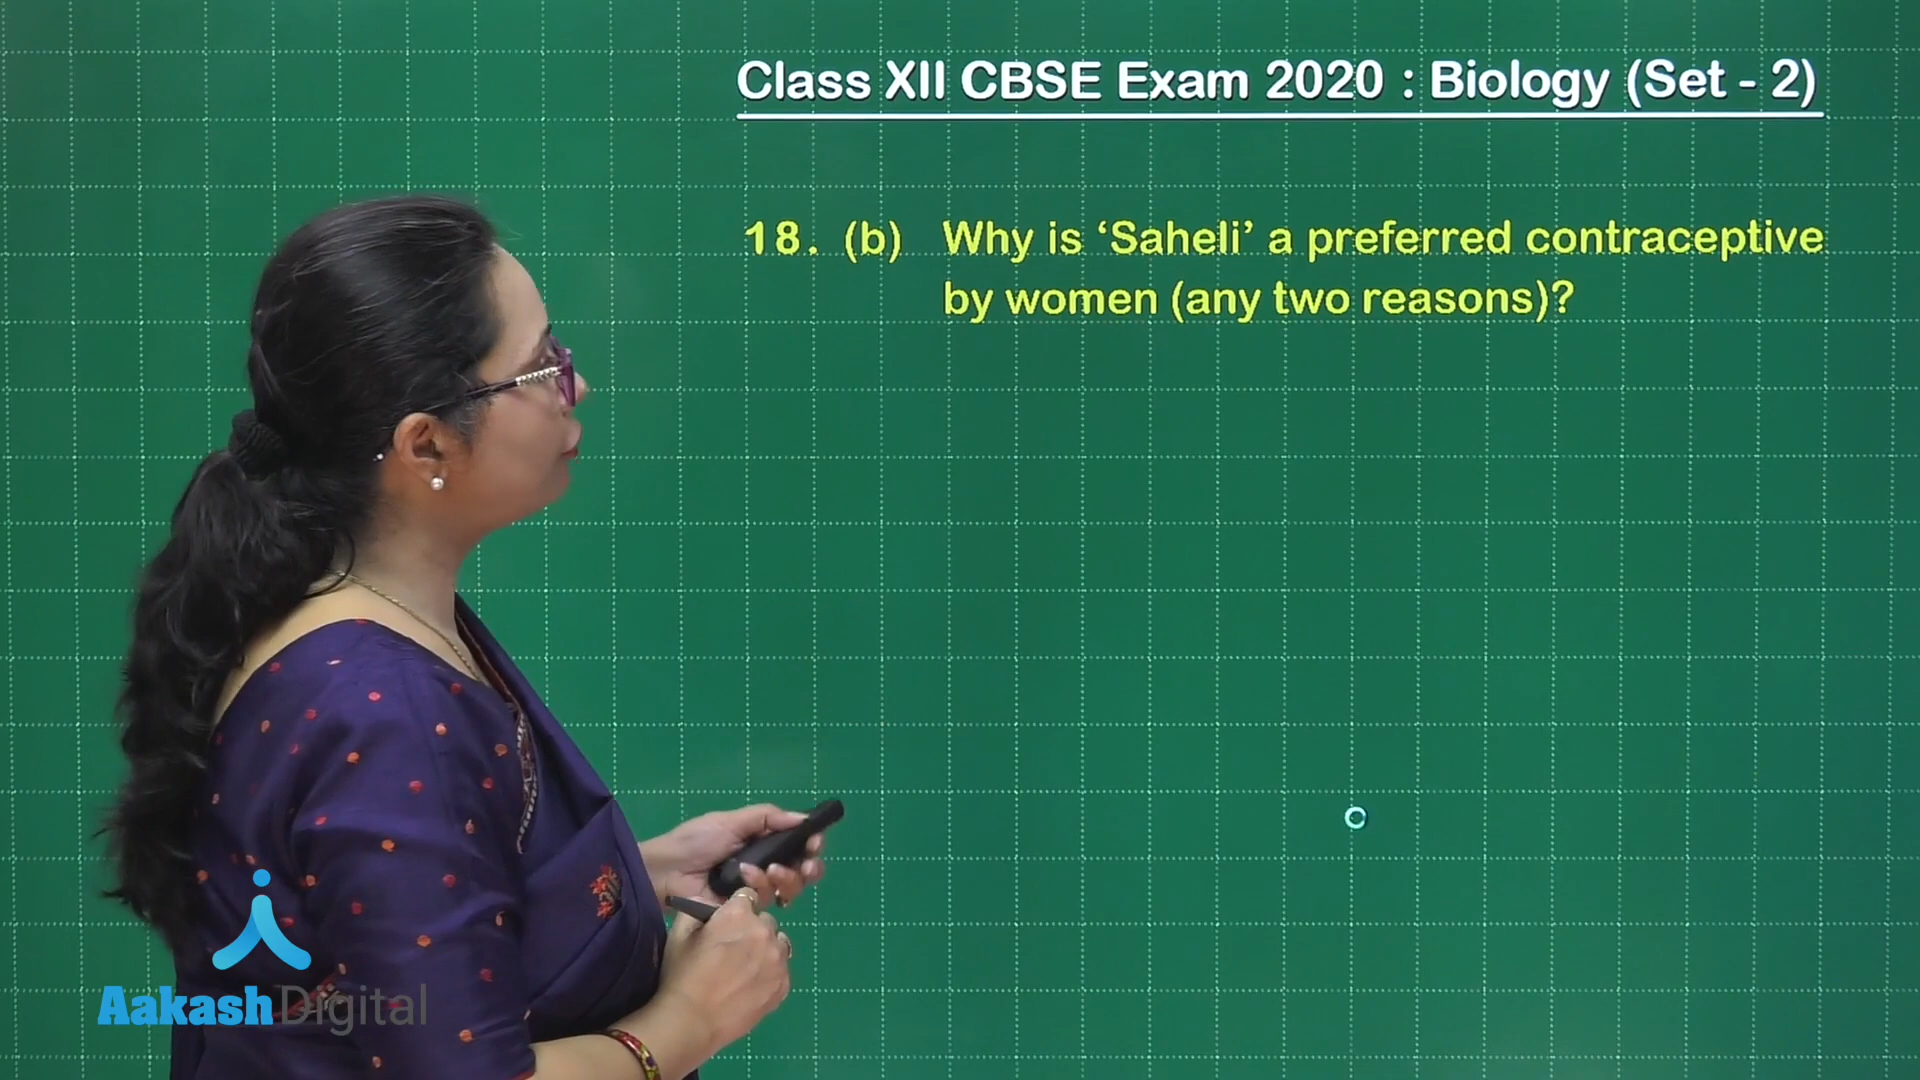 Class XII CBSE Exam 2020 : Biology (Set - 2)
18. (b) Why is ‘Saheli’ a preferred contraceptive
by women (any two reasons)?
Aakash Digital